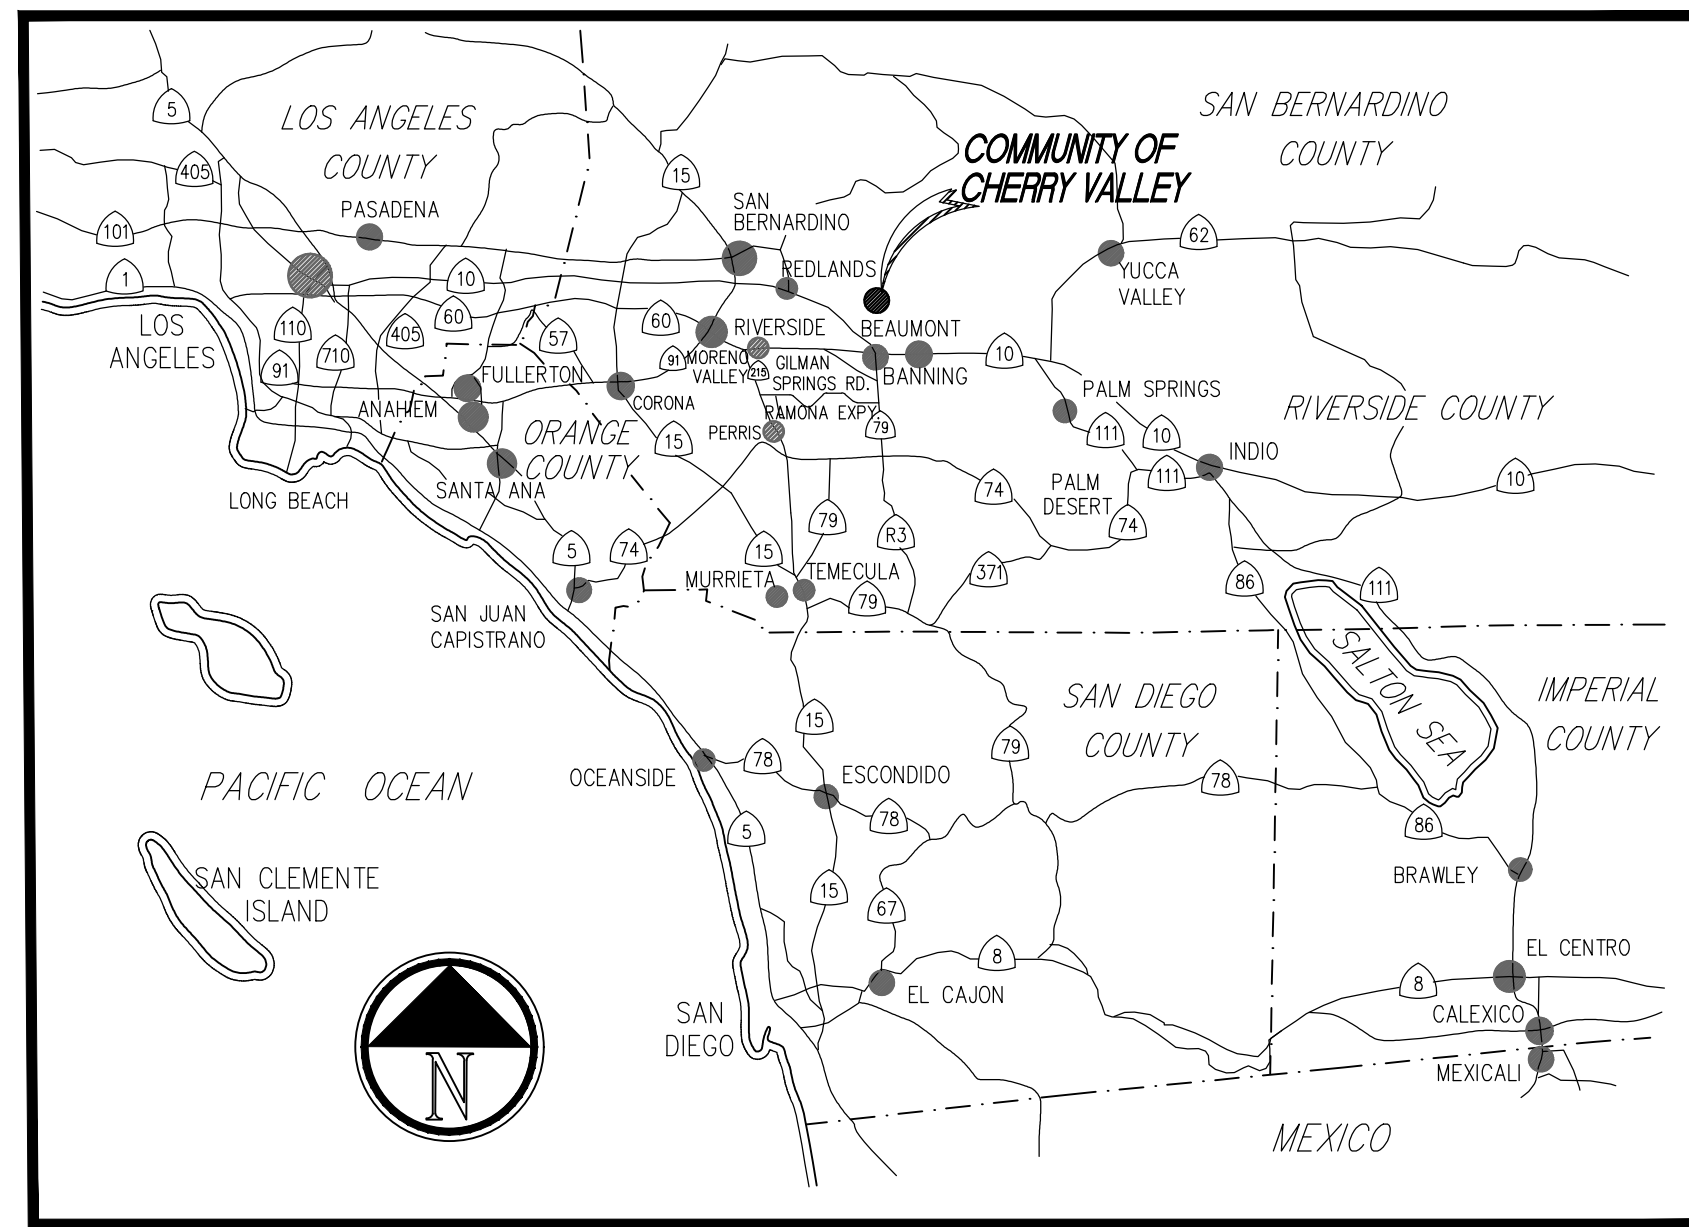 SAN BERNARDINO
COUNTY
LOS ANGELES
COUNTY
5
405
15
COMMUNITY OF
CHERRY VALLEY
PASADENA
SAN
BERNARDINO
101
62
1
10
REDLANDS
YUCCA
VALLEY
LOS
ANGELES
110
405
60
57
60
RIVERSIDE
BEAUMONT
710
91
91
MORENO
VALLEY
215
GILMAN
SPRINGS RD.
BANNING
10
FULLERTON
PALM SPRINGS
ANAHIEM
CORONA
RAMONA EXPY.
RIVERSIDE COUNTY
ORANGE
COUNTY
15
PERRIS
79
111
10
INDIO
SANTA ANA
LONG BEACH
74
PALM
DESERT
111
10
5
74
15
79
R3
74
371
MURRIETA
TEMECULA
79
86
111
SAN JUAN
CAPISTRANO
SALTON SEA
SAN DIEGO
COUNTY
IMPERIAL
COUNTY
15
79
PACIFIC OCEAN
OCEANSIDE
78
ESCONDIDO
78
78
5
86
SAN CLEMENTE
ISLAND
15
67
BRAWLEY
8
EL CAJON
8
EL CENTRO
SAN
DIEGO
CALEXICO
MEXICALI
N
MEXICO